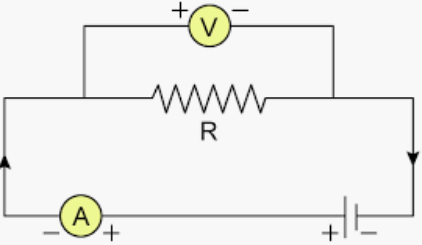 + V −
R
− A +
+ −